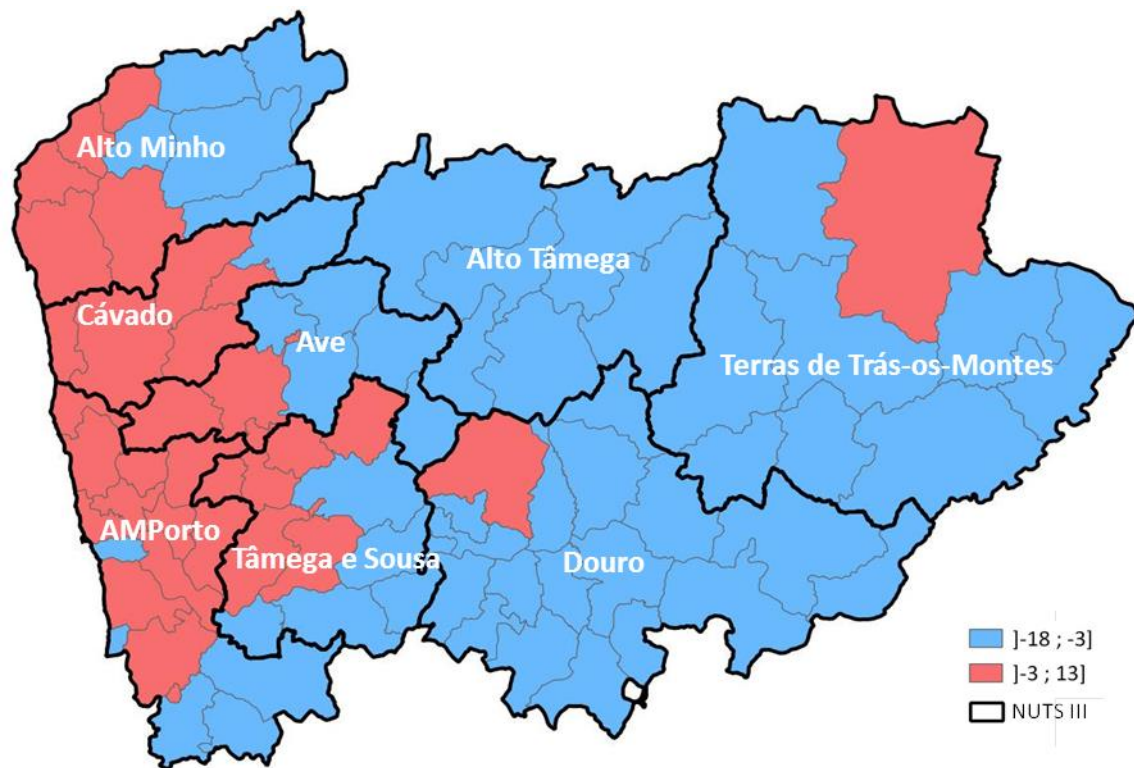 Alto Minho
Alto Tâmega
Cávado
Ave
Terras de Trás-os-Montes
AMPorto
Tâmega e Sousa
Douro
]-18 ; -3]
]-3 ; 13]
NUTS III